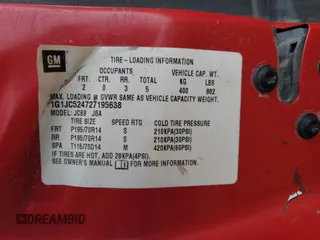 GM
TIRE-LOADING INFORMATION
OCCUPANTS VEHICLE CAP. WT.
FRT CTR RR TOTAL KG LBS
2 0 3 5 400 882
MAX. LOADING @ GVWR SAME AS VEHICLE CAPACITY WEIGHT
1G1JC524727195638
MODEL: JC69 JBA
TIRE SIZE SPEED RTG COLD TIRE PRESSURE
FRT P195/70R14 S 210KPA(30PSI)
RR P195/70R14 S 210KPA(30PSI)
SPA T115/70D14 M 420KPA(60PSI)
IF TIRES ARE HOT, ADD 28KPA(4PSI).
SEE OWNER'S MANUAL FOR ADDITIONAL INFORMATION.
DREAMBID